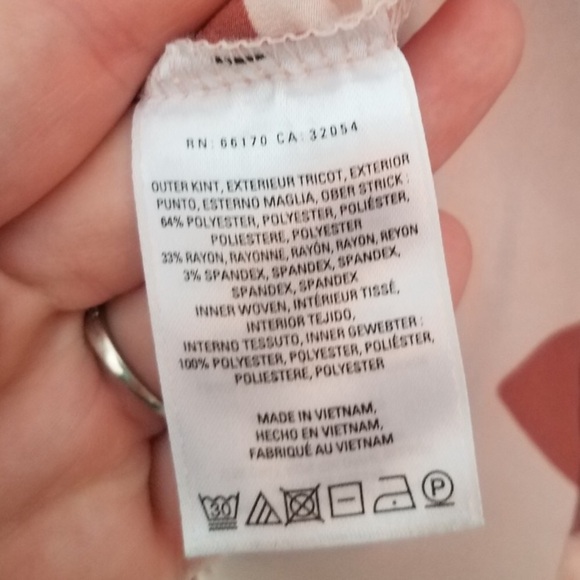 RN: 66170 CA: 32054
OUTER KINT, EXTERIEUR TRICOT, EXTERIOR
PUNTO, ESTERNO MAGLIA, OBER STRICK :
64% POLYESTER, POLYESTER, POLIÉSTER,
POLIESTERE, POLYESTER
33% RAYON, RAYONNE, RAYÓN, RAYON, REYON
3% SPANDEX, SPANDEX, SPANDEX,
SPANDEX, SPANDEX
INNER WOVEN, INTÉRIEUR TISSÉ,
INTERIOR TEJIDO,
INTERNO TESSUTO, INNER GEWEBTER :
100% POLYESTER, POLYESTER, POLIÉSTER,
POLIESTERE, POLYESTER
MADE IN VIETNAM,
HECHO EN VIETNAM,
FABRIQUÉ AU VIETNAM
30 P